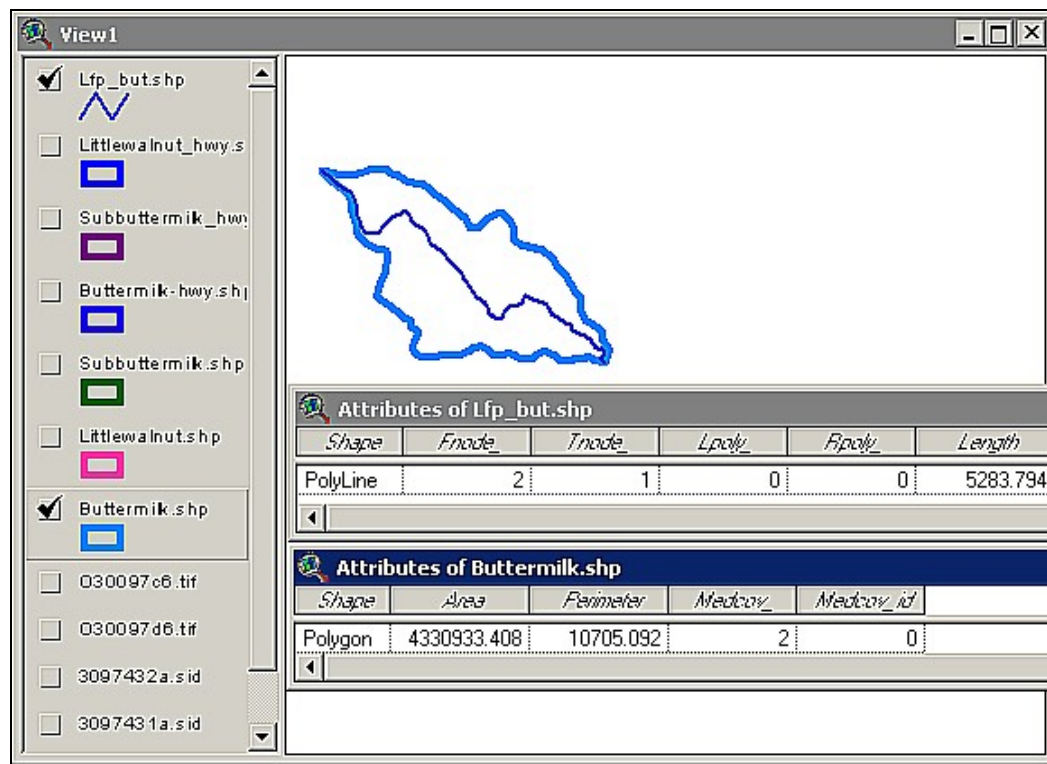 View1
Lfp_but.shp
Littlewalnut_hwy.s
Subbuttermik_hwy
Buttermik-hwy.shp
Subbuttermik.shp
Littlewalnut.shp
Buttermik.shp
O30097c6.tif
O30097d6.tif
3097432a.sid
3097431a.sid
Attributes of Lfp_but.shp
Shape Fnode_ Tnode_ Lpoly_ Rpoly_ Length
PolyLine 2 1 0 0 5283.794
Attributes of Buttermilk.shp
Shape Area Perimeter Medcov_ Medcov_id
Polygon 4330933.408 10705.092 2 0